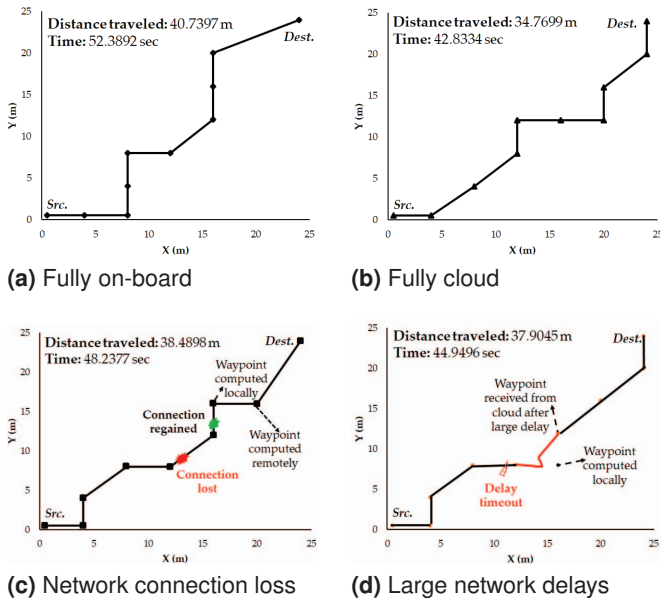 Distance traveled: 40.7397 m
Time: 52.3892 sec
Dest.
Src.
Y (m)
25
20
15
10
5
0
0 5 10 15 20 25
X (m)
(a) Fully on-board
Distance traveled: 34.7699 m
Time: 42.8334 sec
Dest.
Src.
Y (m)
25
20
15
10
5
0
0 5 10 15 20 25
X (m)
(b) Fully cloud
Distance traveled: 38.4898 m
Time: 48.2377 sec
Dest.
Waypoint
computed
locally
Connection
regained
Waypoint
computed
remotely
Connection
lost
Src.
Y (m)
25
20
15
10
5
0
0 5 10 15 20 25
X (m)
(c) Network connection loss
Distance traveled: 37.9045 m
Time: 44.9496 sec
Dest.
Waypoint
received from
cloud after
large delay
Waypoint
computed
locally
Delay
timeout
Src.
Y (m)
25
20
15
10
5
0
0 5 10 15 20 25
X (m)
(d) Large network delays